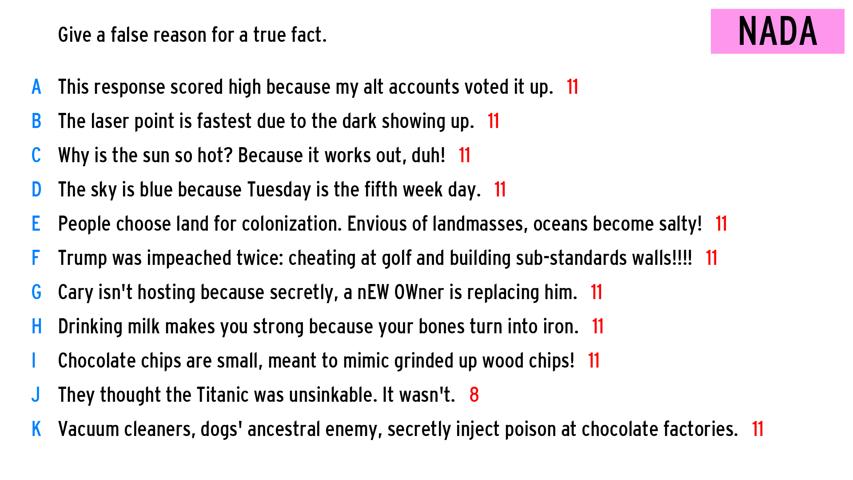 Give a false reason for a true fact.
NADA
A This response scored high because my alt accounts voted it up. 11
B The laser point is fastest due to the dark showing up. 11
C Why is the sun so hot? Because it works out, duh! 11
D The sky is blue because Tuesday is the fifth week day. 11
E People choose land for colonization. Envious of landmasses, oceans become salty! 11
F Trump was impeached twice: cheating at golf and building sub-standards walls!!!! 11
G Cary isn't hosting because secretly, a nEW OWner is replacing him. 11
H Drinking milk makes you strong because your bones turn into iron. 11
I Chocolate chips are small, meant to mimic grinded up wood chips! 11
J They thought the Titanic was unsinkable. It wasn't. 8
K Vacuum cleaners, dogs' ancestral enemy, secretly inject poison at chocolate factories. 11